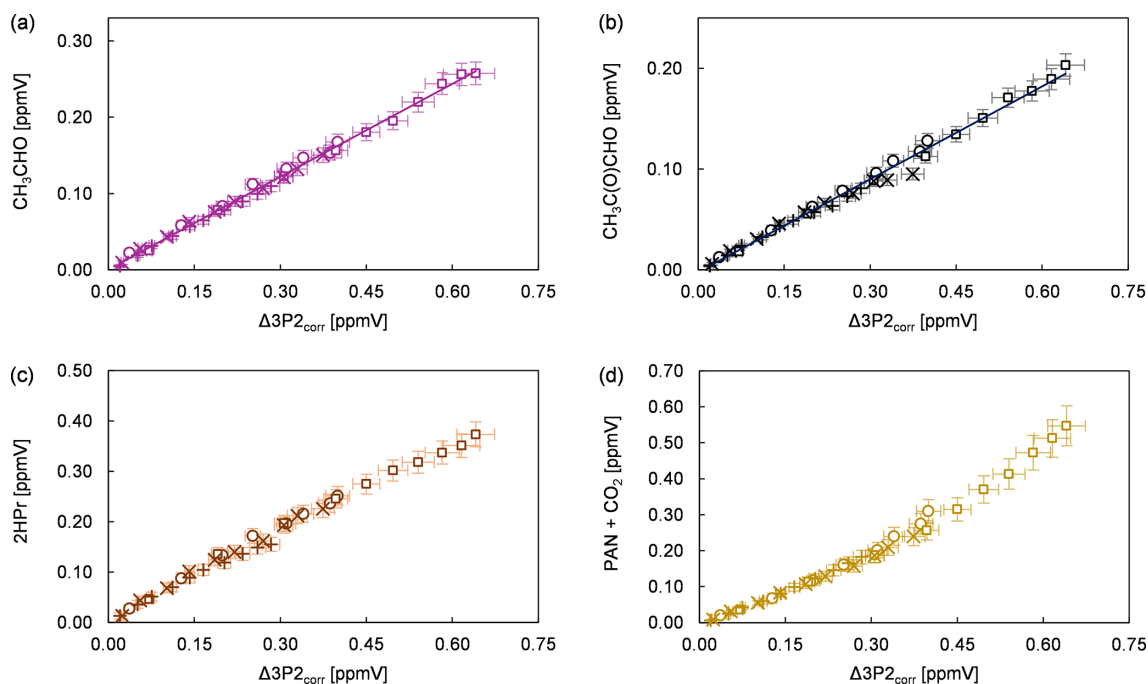 (a)
CH₃CHO [ppmV]
0.30
0.20
0.10
0.00
0.00 0.15 0.30 0.45 0.60 0.75
Δ3P2corr [ppmV]
(b)
CH₃C(O)CHO [ppmV]
0.20
0.10
0.00
0.00 0.15 0.30 0.45 0.60 0.75
Δ3P2corr [ppmV]
(c)
2HPr [ppmV]
0.50
0.40
0.30
0.20
0.10
0.00
0.00 0.15 0.30 0.45 0.60 0.75
Δ3P2corr [ppmV]
(d)
PAN + CO₂ [ppmV]
0.70
0.60
0.50
0.40
0.30
0.20
0.10
0.00
0.00 0.15 0.30 0.45 0.60 0.75
Δ3P2corr [ppmV]